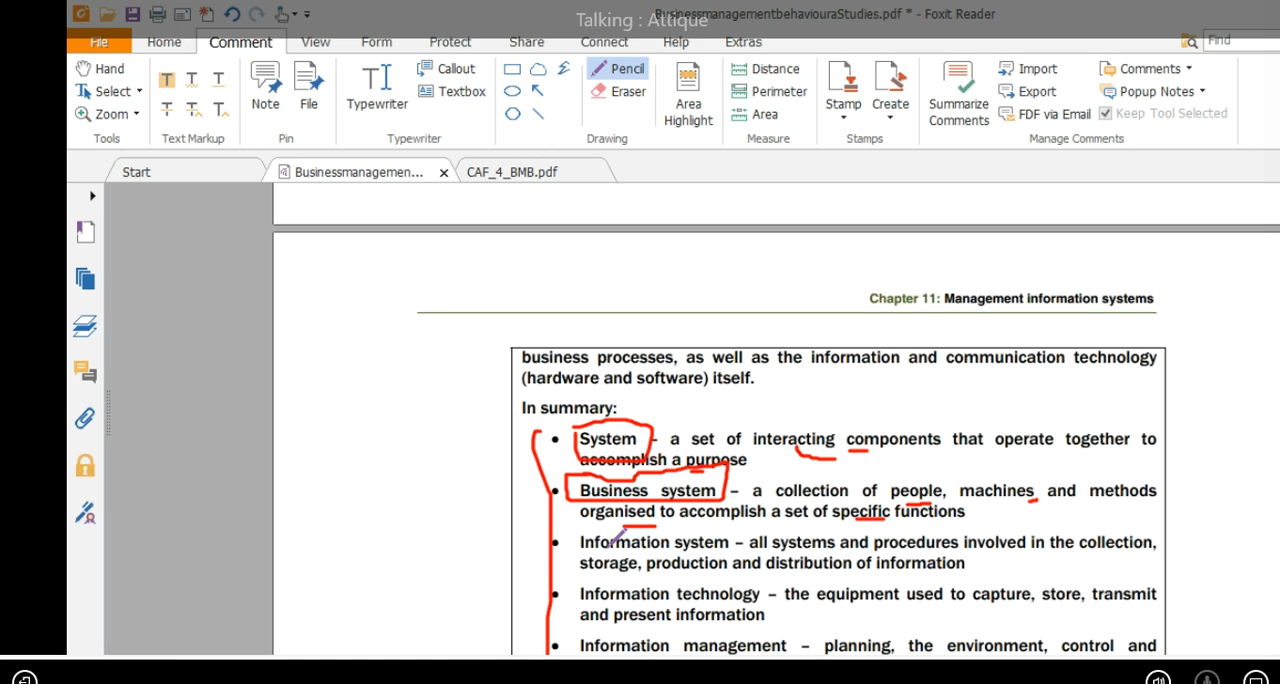 Talking : Attique
BusinessmanagementbehaviouraStudies.pdf * - Foxit Reader
File Home Comment View Form Protect Share Connect Help Extras Find
Hand
Select
Zoom
Tools
Text Markup
Note
File
Pin
Typewriter
Callout
Textbox
Typewriter
Pencil
Eraser
Area
Highlight
Drawing
Distance
Perimeter
Area
Measure
Stamp
Create
Stamps
Summarize
Comments
Import
Export
FDF via Email
Comments
Popup Notes
Keep Tool Selected
Manage Comments
Start
Businessmanagemen...
CAF_4_BMB.pdf
Chapter 11: Management information systems
business processes, as well as the information and communication technology
(hardware and software) itself.
In summary:
• System – a set of interacting components that operate together to
accomplish a purpose
• Business system – a collection of people, machines and methods
organised to accomplish a set of specific functions
• Information system – all systems and procedures involved in the collection,
storage, production and distribution of information
• Information technology – the equipment used to capture, store, transmit
and present information
• Information management – planning, the environment, control and